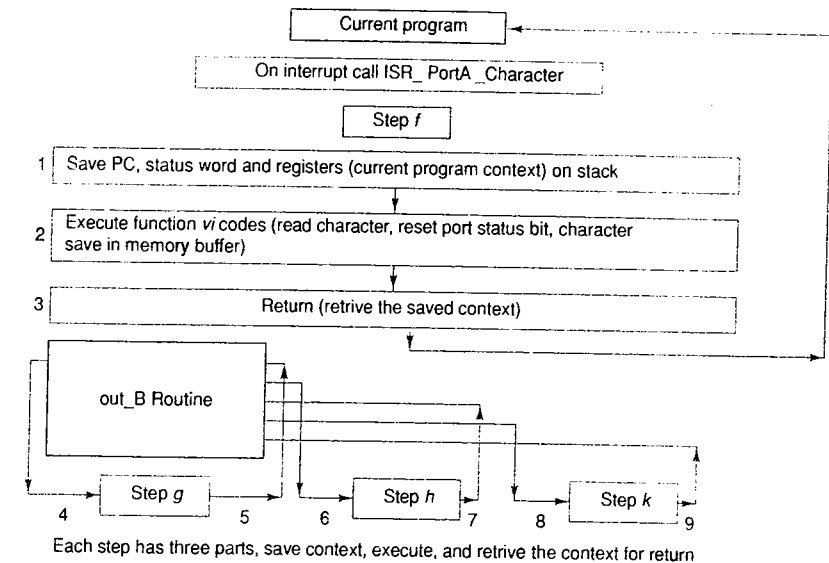 Current program
On interrupt call ISR_ PortA _Character
Step f
1 Save PC, status word and registers (current program context) on stack
2 Execute function vi codes (read character, reset port status bit, character
save in memory buffer)
3 Return (retrive the saved context)
out_B Routine
Step g
Step h
Step k
4 5 6 7 8 9
Each step has three parts, save context, execute, and retrive the context for return